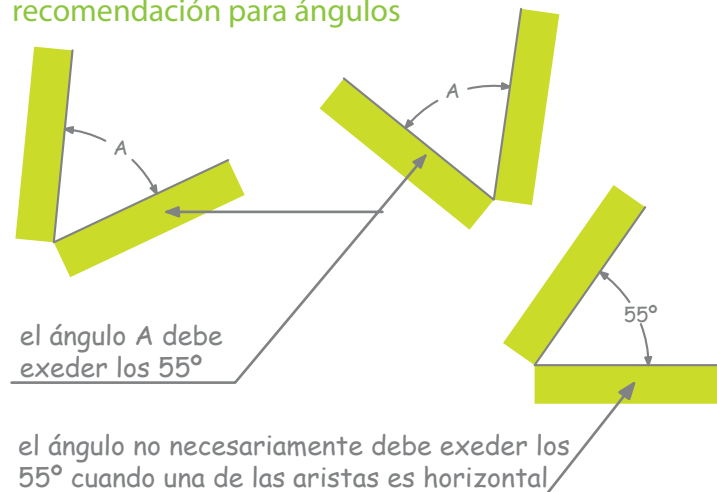 recomendación para ángulos
A
A
55º
el ángulo A debe
exeder los 55º
el ángulo no necesariamente debe exeder los
55º cuando una de las aristas es horizontal